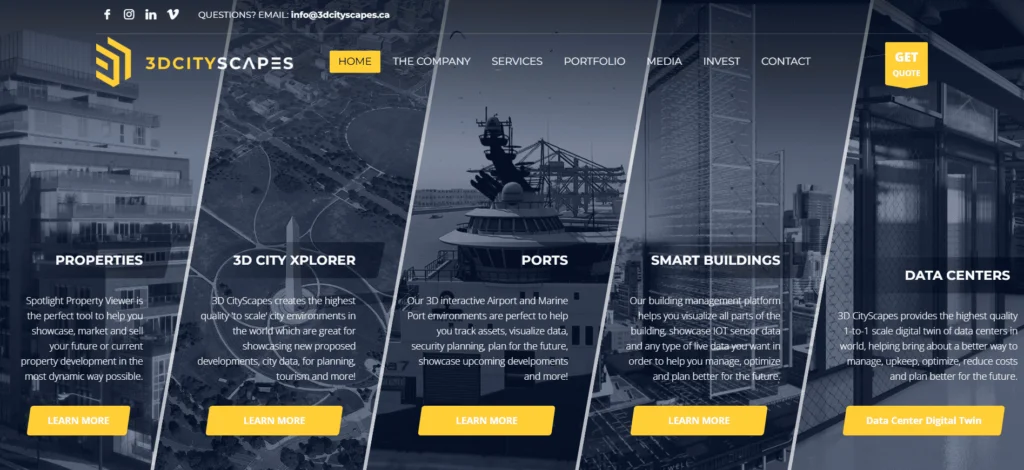 QUESTIONS? EMAIL: info@3dcityscapes.ca
3DCITYSCAPES
HOME THE COMPANY SERVICES PORTFOLIO MEDIA INVEST CONTACT
GET
QUOTE
PROPERTIES
Spotlight Property Viewer is
the perfect tool to help you
showcase, market and sell
your future or current
property development in the
most dynamic way possible.
LEARN MORE
3D CITY XPLORER
3D CityScapes creates the highest
quality 'to scale' city environments in
the world which are great for
showcasing new proposed
developments, city data, for planning,
tourism and more!
LEARN MORE
PORTS
Our 3D interactive Airport and Marine
Port environments are perfect to help
you track assets, visualize data,
security planning, plan for the future,
showcase upcoming develpoments
and more!
LEARN MORE
SMART BUILDINGS
Our building management platform
helps you visualize all parts of the
building, showcase IOT sensor data
and any type of live data you want in
order to help you manage, optimize
and plan better for the future.
LEARN MORE
DATA CENTERS
3D CityScapes provides the highest quality
1-to-1 scale digital twin of data centers in
world, helping bring about a better way to
manage, upkeep, optimize, reduce costs
and plan better for the future.
Data Center Digital Twin